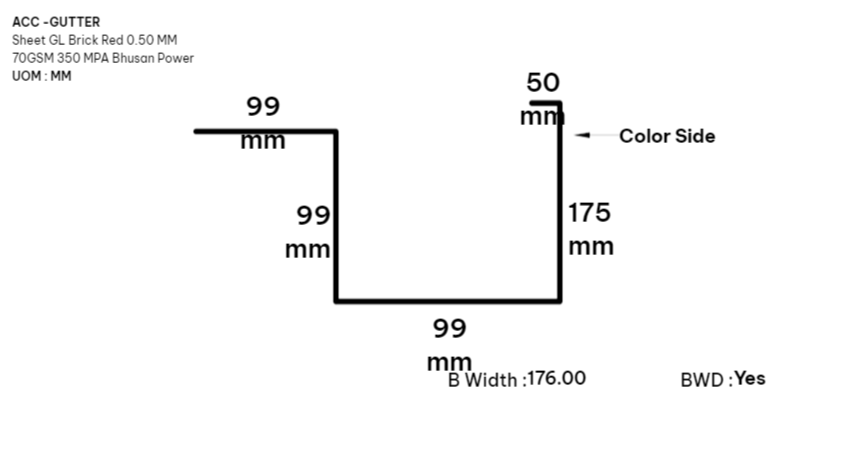 ACC -GUTTER
Sheet GL Brick Red 0.50 MM
70GSM 350 MPA Bhusan Power
UOM : MM
50
mm
99
mm
Color Side
99
mm
175
mm
99
mm
B Width :176.00
BWD :Yes